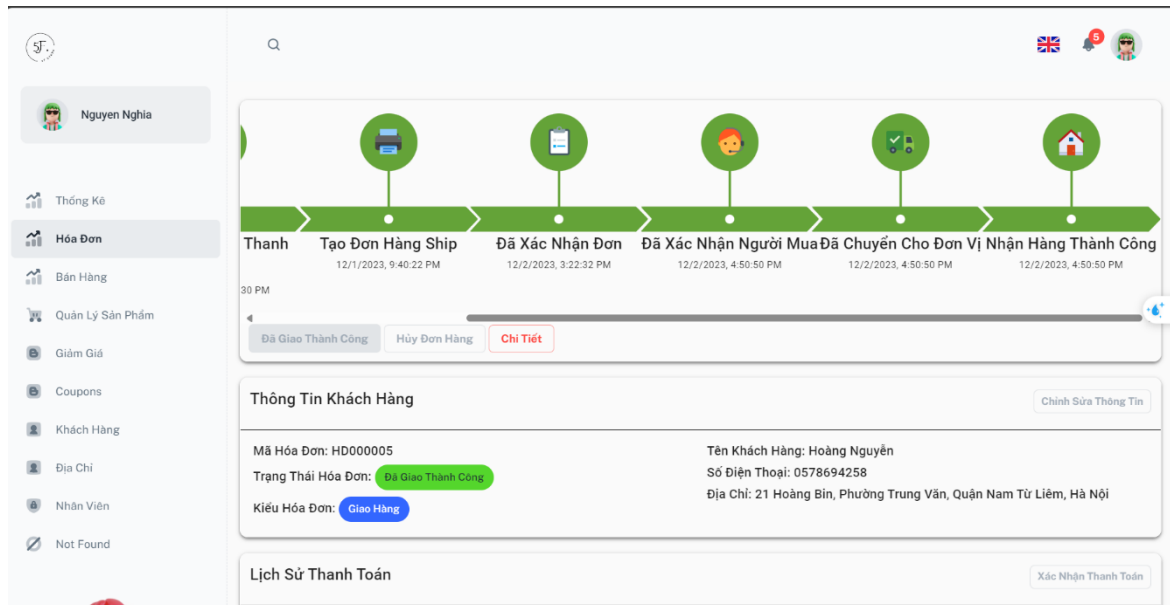 5F.
5
Nguyen Nghia
Thống Kê
Hóa Đơn
Bán Hàng
Quản Lý Sản Phẩm
Giảm Giá
Coupons
Khách Hàng
Địa Chỉ
Nhân Viên
Not Found
Thanh
Tạo Đơn Hàng Ship
Đã Xác Nhận Đơn
Đã Xác Nhận Người Mua
Đã Chuyển Cho Đơn Vị
Nhận Hàng Thành Công
30 PM
12/1/2023, 9:40:22 PM
12/2/2023, 3:22:32 PM
12/2/2023, 4:50:50 PM
12/2/2023, 4:50:50 PM
12/2/2023, 4:50:50 PM
Đã Giao Thành Công
Hủy Đơn Hàng
Chi Tiết
Thông Tin Khách Hàng
Chỉnh Sửa Thông Tin
Mã Hóa Đơn: HD000005
Trạng Thái Hóa Đơn: Đã Giao Thành Công
Kiểu Hóa Đơn: Giao Hàng
Tên Khách Hàng: Hoàng Nguyễn
Số Điện Thoại: 0578694258
Địa Chỉ: 21 Hoàng Bin, Phường Trung Văn, Quận Nam Từ Liêm, Hà Nội
Lịch Sử Thanh Toán
Xác Nhận Thanh Toán